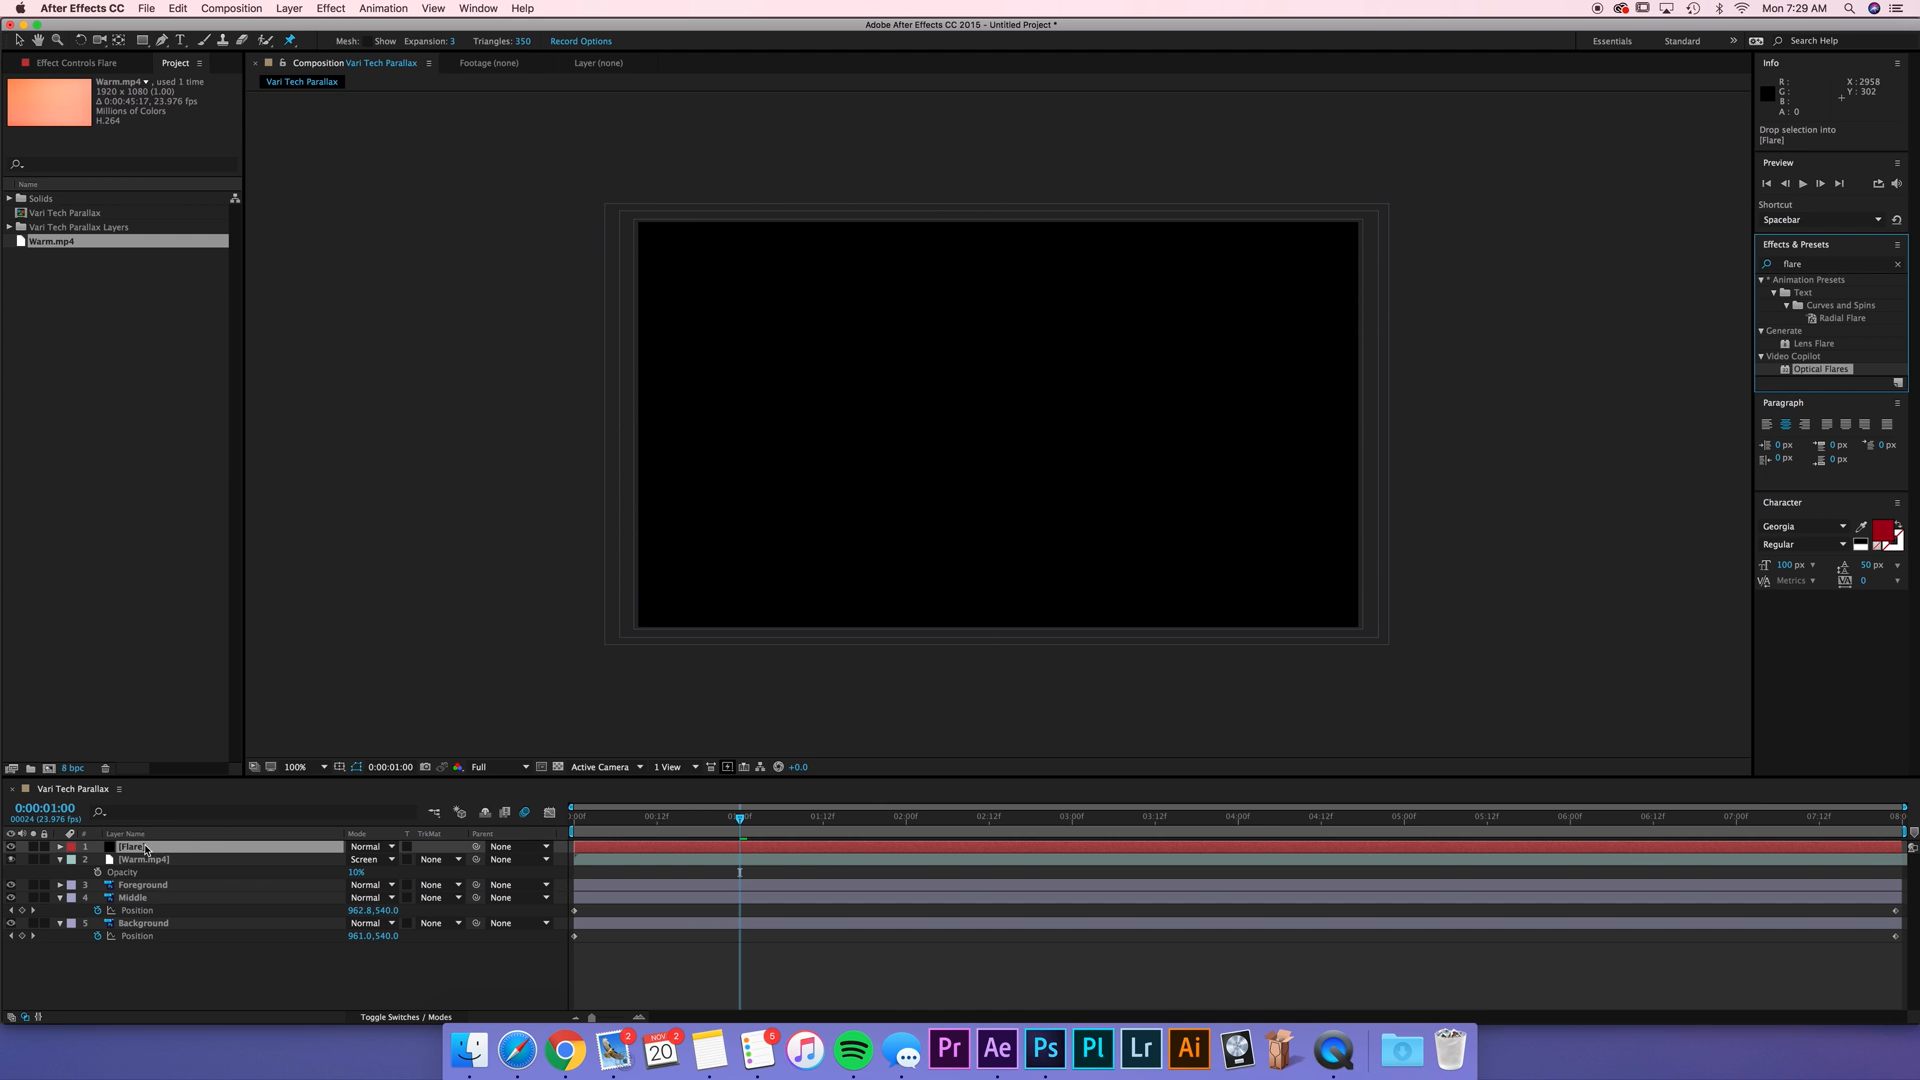 After Effects CC File Edit Composition Layer Effect Animation View Window Help Mon 7:29 AM
Adobe After Effects CC 2015 - Untitled Project *
Mesh: Show Expansion: 3 Triangles: 350 Record Options Essentials Standard Search Help
Effect Controls Flare Project Composition Vari Tech Parallax Footage (none) Layer (none) Info
Vari Tech Parallax
Warm.mp4 , used 1 time
1920 x 1080 (1.00)
Δ 0:00:45:17, 23.976 fps
Millions of Colors
H.264
R : X : 2958
G : Y : 302
B :
A : 0
Drop selection into
[Flare]
Preview
Shortcut
Spacebar
Name
Solids
Vari Tech Parallax
Vari Tech Parallax Layers
Warm.mp4
Effects & Presets
flare
* Animation Presets
Text
Curves and Spins
Radial Flare
Generate
Lens Flare
Video Copilot
Optical Flares
Paragraph
0 px 0 px 0 px
0 px 0 px
Character
Georgia
Regular
100 px 50 px
Metrics 0
8 bpc 100% 0:00:01:00 Full Active Camera 1 View +0.0
Vari Tech Parallax
0:00:01:00
00024 (23.976 fps)
00:12f 01:12f 02:00f 02:12f 03:00f 03:12f 04:00f 04:12f 05:00f 05:12f 06:00f 06:12f 07:00f 07:12f
# Layer Name Mode T TrkMat Parent
1 [Flare] Normal None
2 [Warm.mp4] Screen None None
Opacity 10%
3 Foreground Normal None None
4 Middle Normal None None
Position 962.8,540.0
5 Background Normal None None
Position 961.0,540.0
Toggle Switches / Modes
2 NOV 20 2 5 Pr Ae Ps Pl Lr Ai